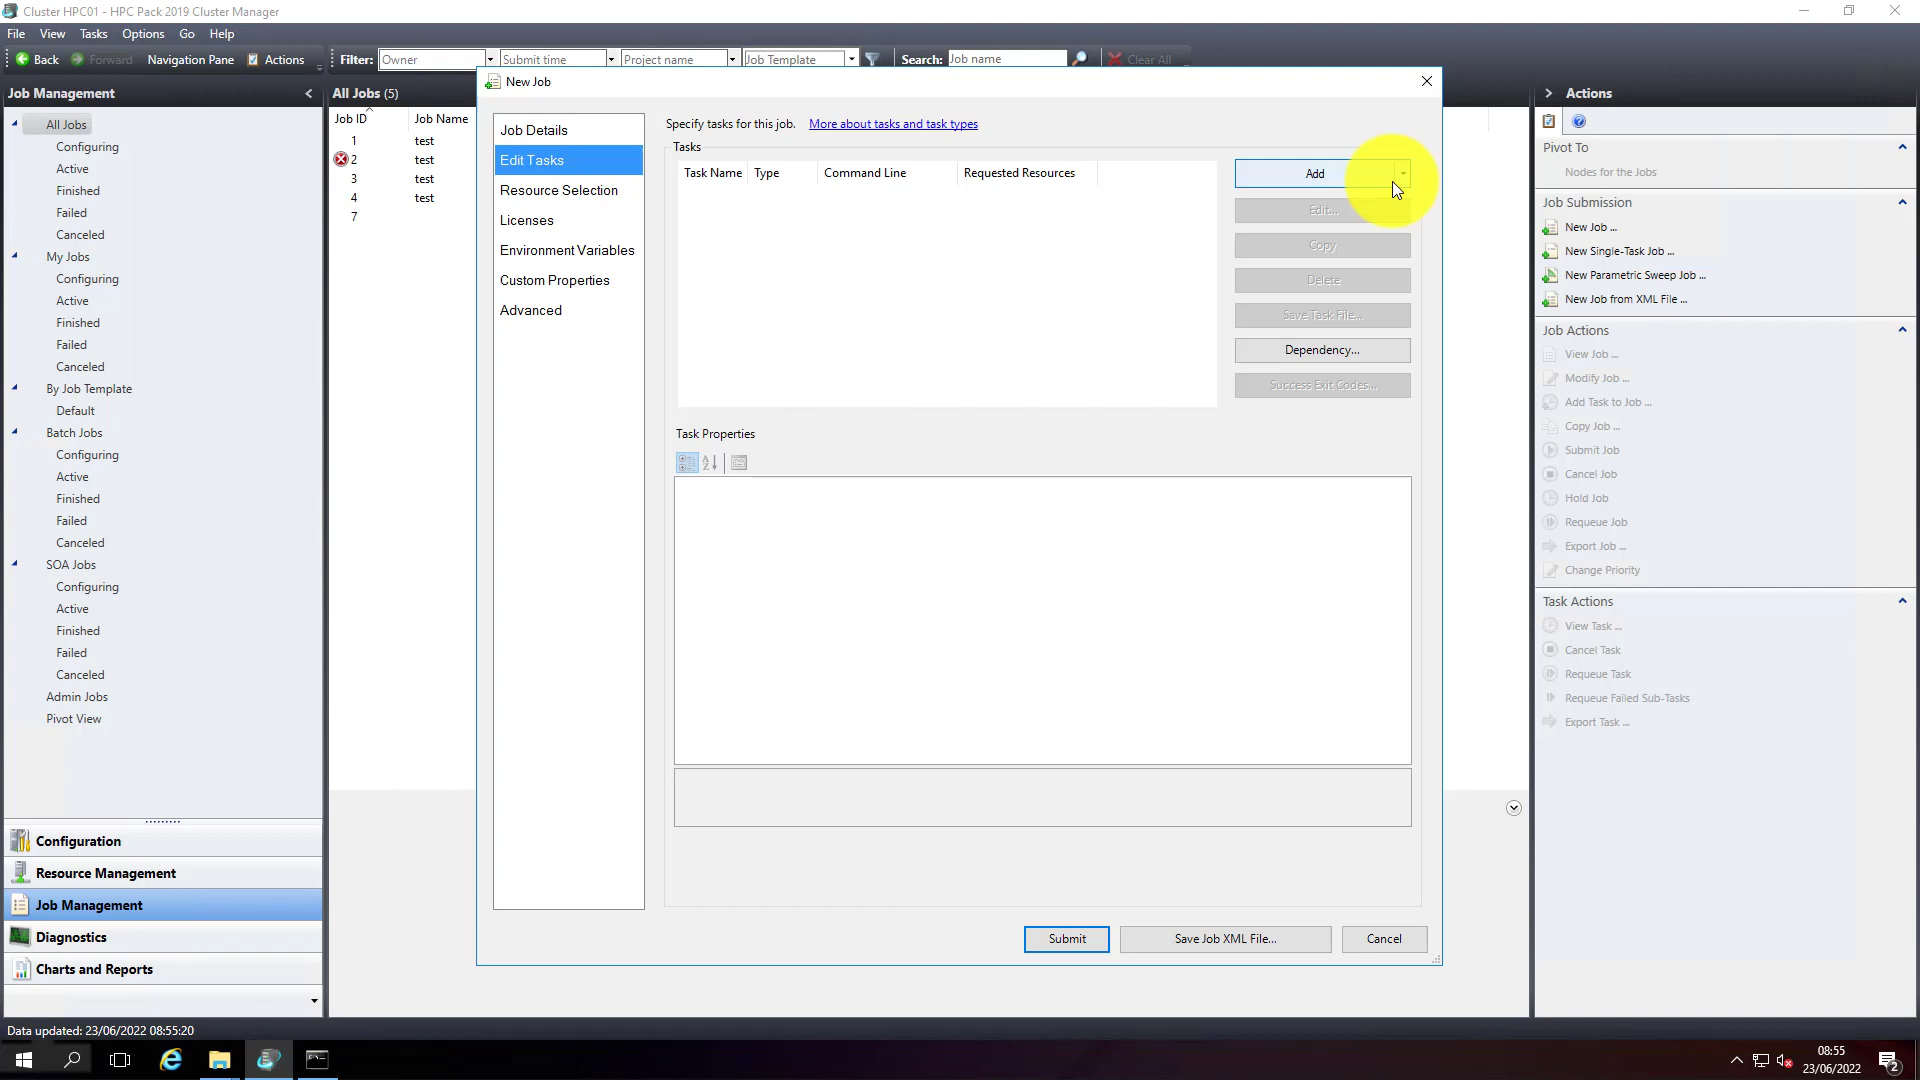 Cluster HPC01 - HPC Pack 2019 Cluster Manager
File View Tasks Options Go Help
Back Forward Navigation Pane Actions Filter: Owner Submit time Project name Job Template Search: Job name Clear All
Job Management
All Jobs
Configuring
Active
Finished
Failed
Canceled
My Jobs
Configuring
Active
Finished
Failed
Canceled
By Job Template
Default
Batch Jobs
Configuring
Active
Finished
Failed
Canceled
SOA Jobs
Configuring
Active
Finished
Failed
Canceled
Admin Jobs
Pivot View
Configuration
Resource Management
Job Management
Diagnostics
Charts and Reports
All Jobs (5)
Job ID Job Name
1 test
2 test
3 test
4 test
7
New Job
Job Details
Edit Tasks
Resource Selection
Licenses
Environment Variables
Custom Properties
Advanced
Specify tasks for this job. More about tasks and task types
Tasks
Task Name Type Command Line Requested Resources
Add
Edit...
Copy
Delete
Save Task File...
Dependency...
Success Exit Codes...
Task Properties
Submit Save Job XML File... Cancel
Actions
Pivot To
Nodes for the Jobs
Job Submission
New Job ...
New Single-Task Job ...
New Parametric Sweep Job ...
New Job from XML File ...
Job Actions
View Job ...
Modify Job ...
Add Task to Job ...
Copy Job ...
Submit Job
Cancel Job
Hold Job
Requeue Job
Export Job ...
Change Priority
Task Actions
View Task ...
Cancel Task
Requeue Task
Requeue Failed Sub-Tasks
Export Task ...
Data updated: 23/06/2022 08:55:20
08:55
23/06/2022
2